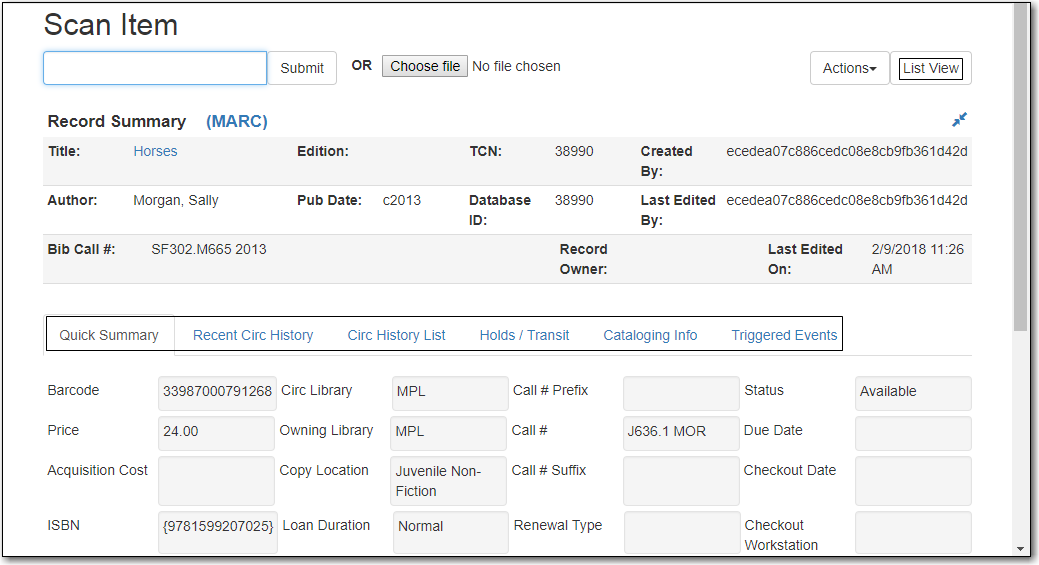 Scan Item
Submit OR Choose file No file chosen Actions List View
Record Summary (MARC)
Title: Horses Edition: TCN: 38990 Created By: ecedea07c886cedc08e8cb9fb361d42d
Author: Morgan, Sally Pub Date: c2013 Database ID: 38990 Last Edited By: ecedea07c886cedc08e8cb9fb361d42d
Bib Call #: SF302.M665 2013 Record Owner: Last Edited On: 2/9/2018 11:26 AM
Quick Summary Recent Circ History Circ History List Holds / Transit Cataloging Info Triggered Events
Barcode 33987000791268 Circ Library MPL Call # Prefix Status Available
Price 24.00 Owning Library MPL Call # J636.1 MOR Due Date
Acquisition Cost Copy Location Juvenile Non-Fiction Call # Suffix Checkout Date
ISBN {9781599207025} Loan Duration Normal Renewal Type Checkout Workstation